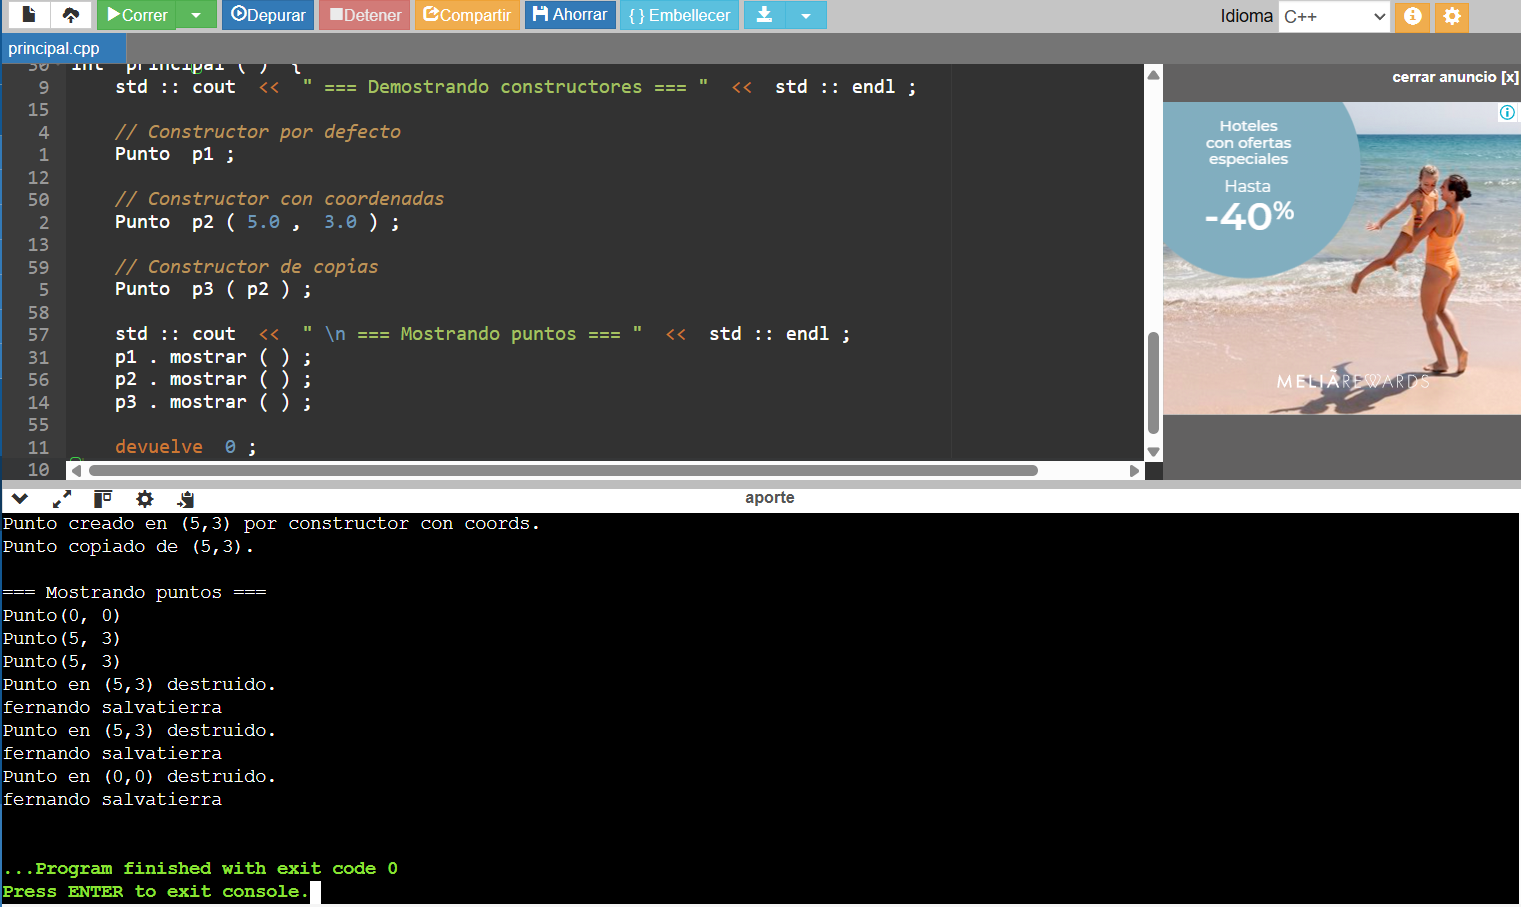 Correr
Depurar
Detener
Compartir
Ahorrar
{ } Embellecer
Idioma
C++
principal.cpp
cerrar anuncio [x]
30 int principal ( ) {
9 std :: cout << " === Demostrando constructores === " << std :: endl ;
15
4 // Constructor por defecto
1 Punto p1 ;
12
50 // Constructor con coordenadas
2 Punto p2 ( 5.0 , 3.0 ) ;
13
59 // Constructor de copias
5 Punto p3 ( p2 ) ;
58
57 std :: cout << " \n === Mostrando puntos === " << std :: endl ;
31 p1 . mostrar ( ) ;
56 p2 . mostrar ( ) ;
14 p3 . mostrar ( ) ;
55
11 devuelve 0 ;
10
Hoteles
con ofertas
especiales
Hasta
-40%
MELIÁREWARDS
aporte
Punto creado en (5,3) por constructor con coords.
Punto copiado de (5,3).
=== Mostrando puntos ===
Punto(0, 0)
Punto(5, 3)
Punto(5, 3)
Punto en (5,3) destruido.
fernando salvatierra
Punto en (5,3) destruido.
fernando salvatierra
Punto en (0,0) destruido.
fernando salvatierra
...Program finished with exit code 0
Press ENTER to exit console.